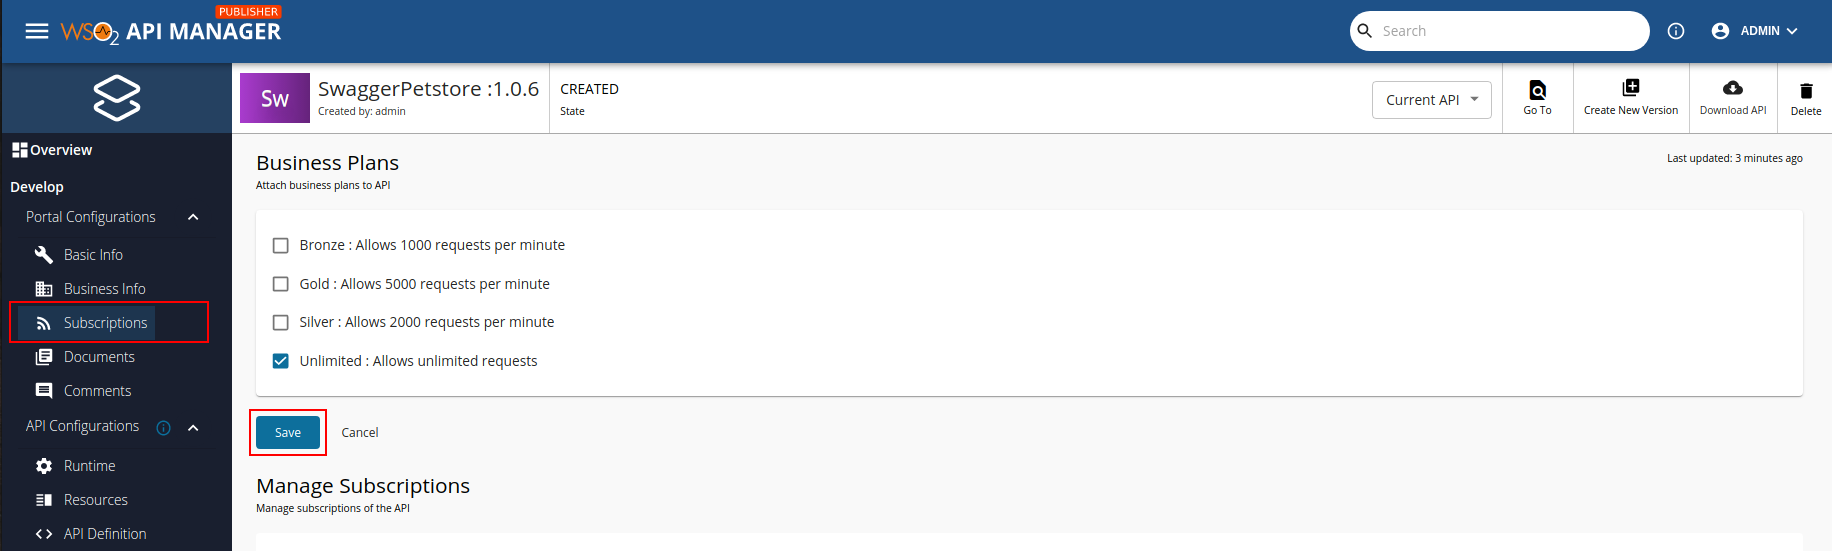 PUBLISHER
WSO2 API MANAGER
Search
ADMIN
Sw
SwaggerPetstore :1.0.6
Created by: admin
CREATED
State
Current API
Go To
Create New Version
Download API
Delete
Overview
Develop
Portal Configurations
Basic Info
Business Info
Subscriptions
Documents
Comments
API Configurations
Runtime
Resources
API Definition
Business Plans
Attach business plans to API
Last updated: 3 minutes ago
Bronze : Allows 1000 requests per minute
Gold : Allows 5000 requests per minute
Silver : Allows 2000 requests per minute
Unlimited : Allows unlimited requests
Save
Cancel
Manage Subscriptions
Manage subscriptions of the API